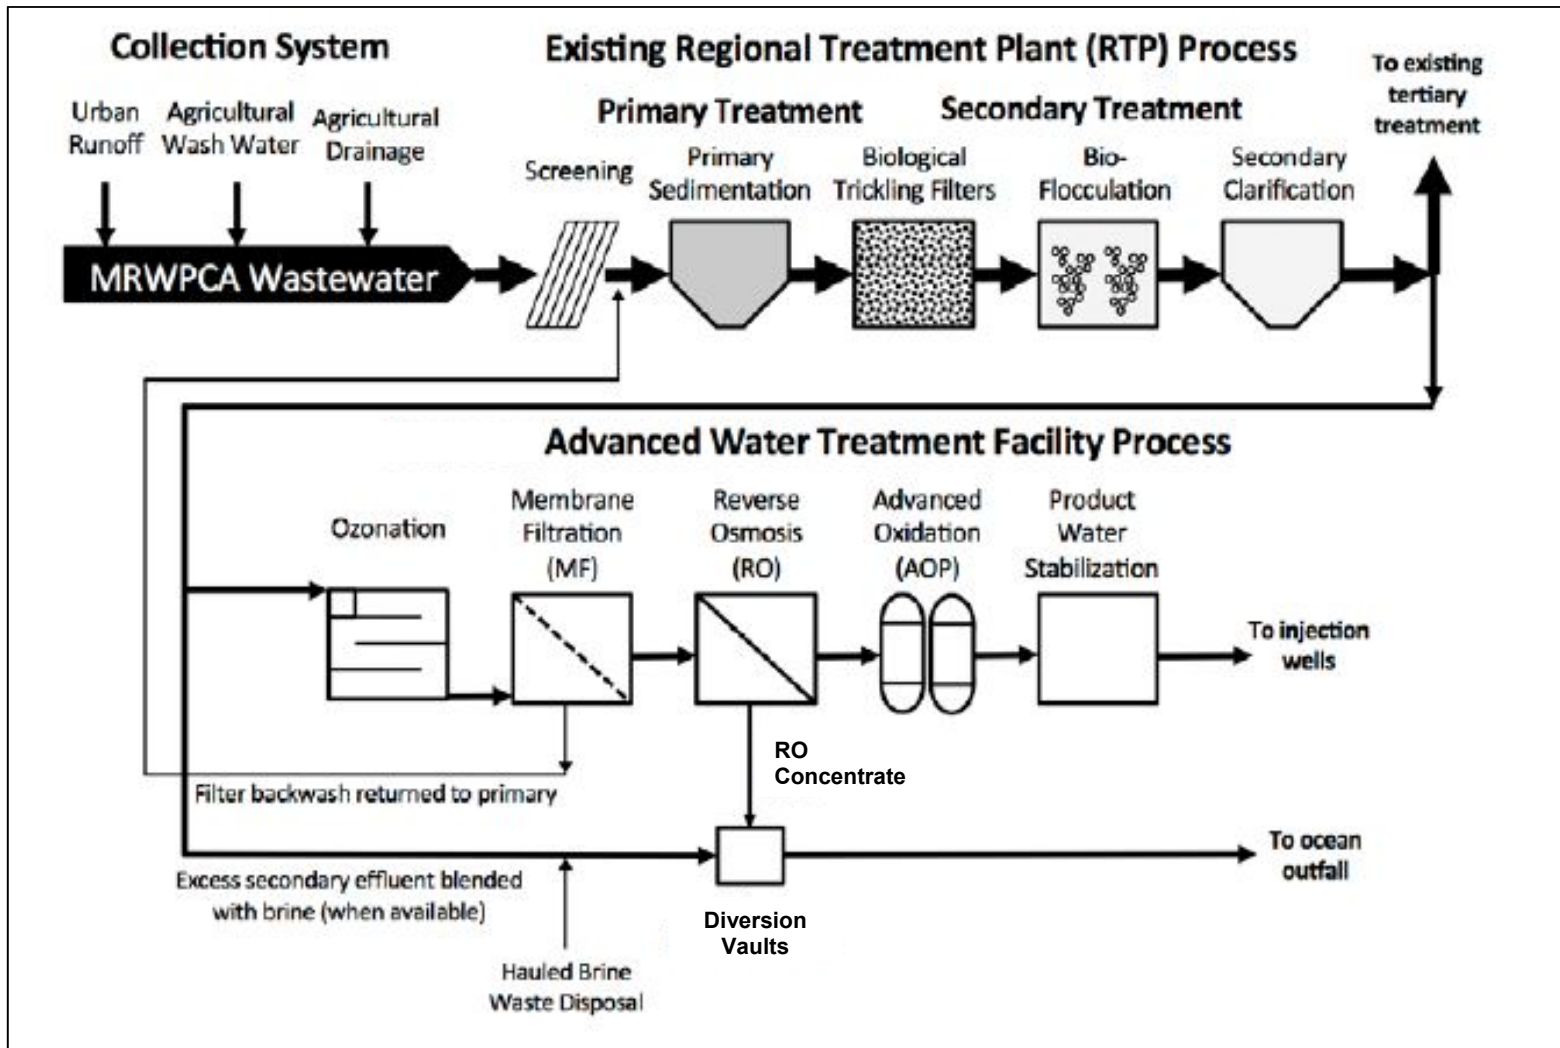 Collection System
Existing Regional Treatment Plant (RTP) Process
To existing
tertiary
treatment
Primary Treatment
Secondary Treatment
Urban
Runoff
Agricultural
Wash Water
Agricultural
Drainage
Screening
Primary
Sedimentation
Biological
Trickling Filters
Bio-
Flocculation
Secondary
Clarification
MRWPCA Wastewater
Advanced Water Treatment Facility Process
Ozonation
Membrane
Filtration
(MF)
Reverse
Osmosis
(RO)
Advanced
Oxidation
(AOP)
Product
Water
Stabilization
To injection
wells
RO
Concentrate
Filter backwash returned to primary
To ocean
outfall
Excess secondary effluent blended
with brine (when available)
Diversion
Vaults
Hauled Brine
Waste Disposal